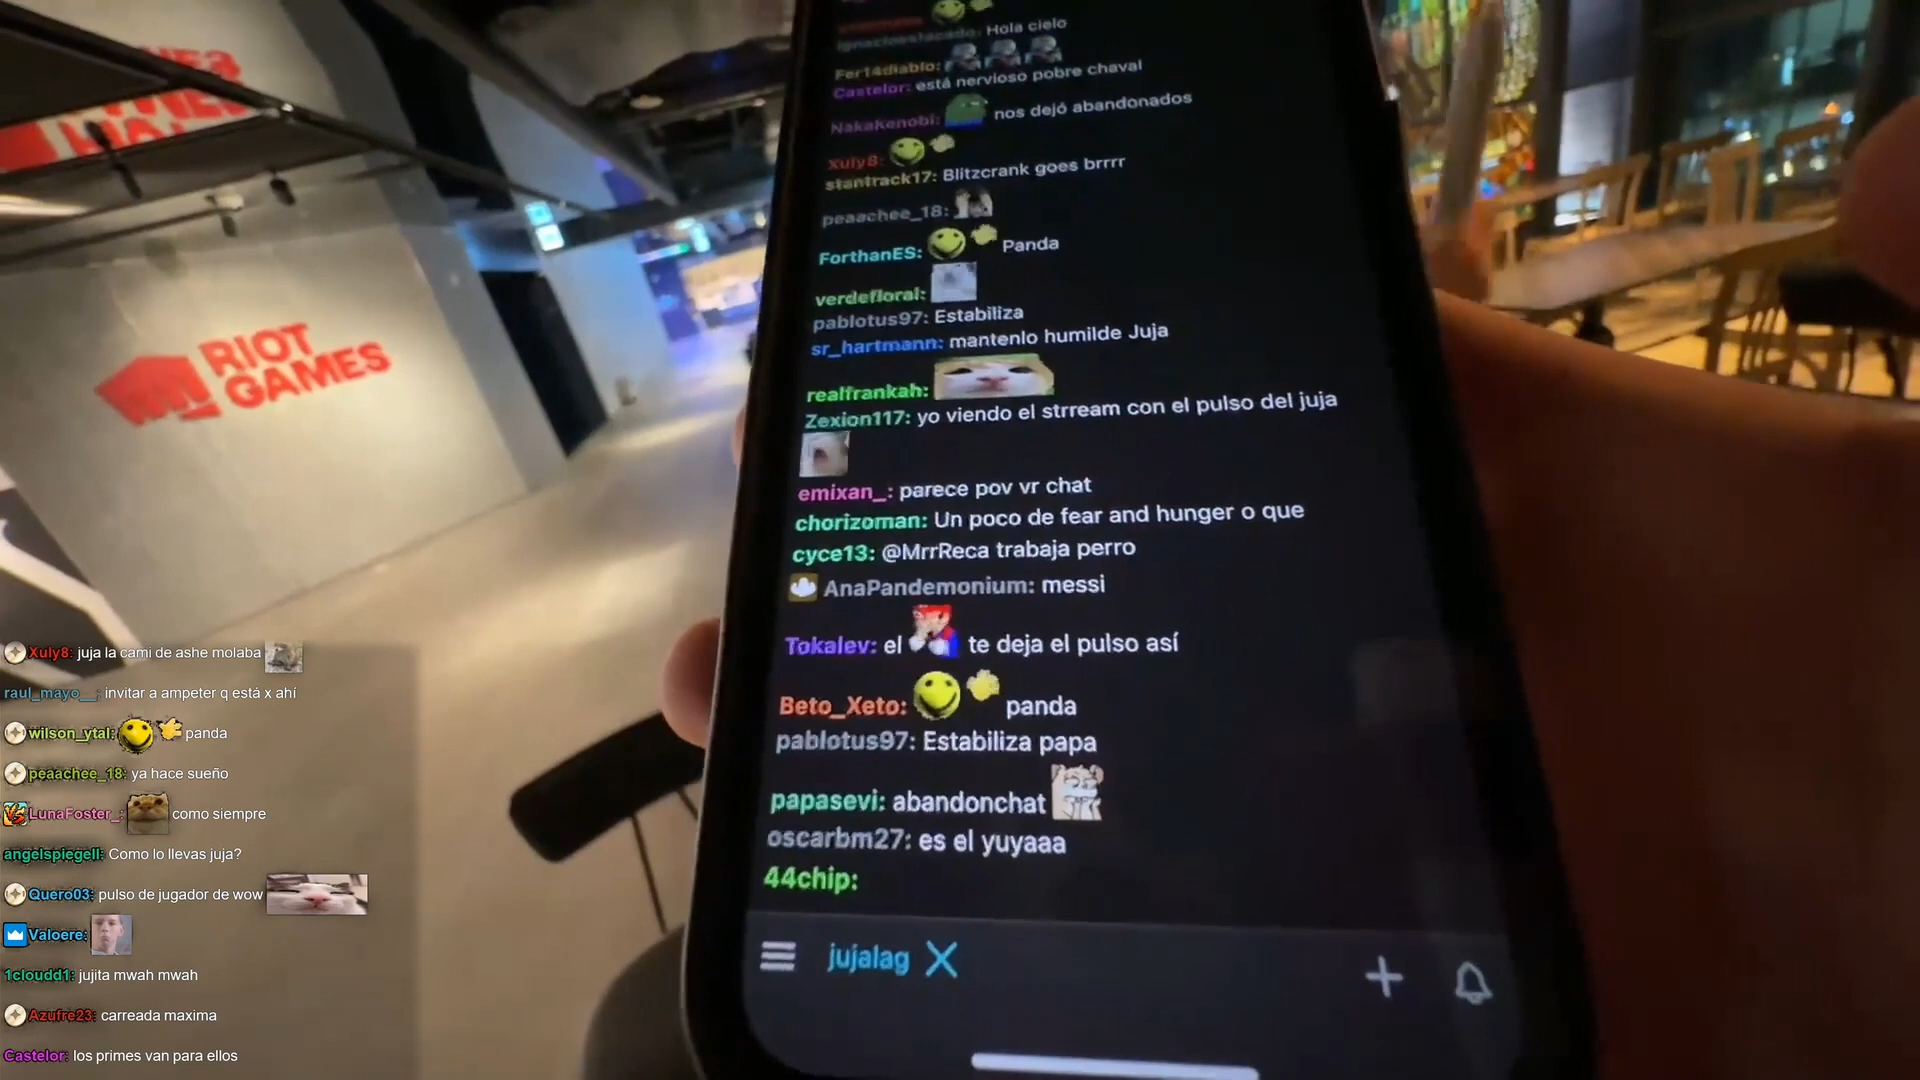 RIOT
GAMES
Hola cielo
Fer14diablo:
Castelor: está nervioso pobre chaval
NakaKenobi: nos dejó abandonados
Xuly8:
stantrack17: Blitzcrank goes brrrr
peaachee_18:
ForthanES: Panda
verdefloral:
pablotus97: Estabiliza
sr_hartmann: mantenlo humilde Juja
realfrankah:
Zexion117: yo viendo el strream con el pulso del juja
emixan_: parece pov vr chat
chorizoman: Un poco de fear and hunger o que
cyce13: @MrrReca trabaja perro
AnaPandemonium: messi
Tokalev: el te deja el pulso así
Beto_Xeto: panda
pablotus97: Estabiliza papa
papasevi: abandonchat
oscarbm27: es el yuyaaa
44chip:
jujalag
Xuly8: juja la cami de ashe molaba
raul_mayo__: invitar a ampeter q está x ahí
wilson_ytal: panda
peaachee_18: ya hace sueño
LunaFoster_: como siempre
angelspiegell: Como lo llevas juja?
Quero03: pulso de jugador de wow
Valoere:
1cloudd1: jujita mwah mwah
Azufre23: carreada maxima
Castelor: los primes van para ellos